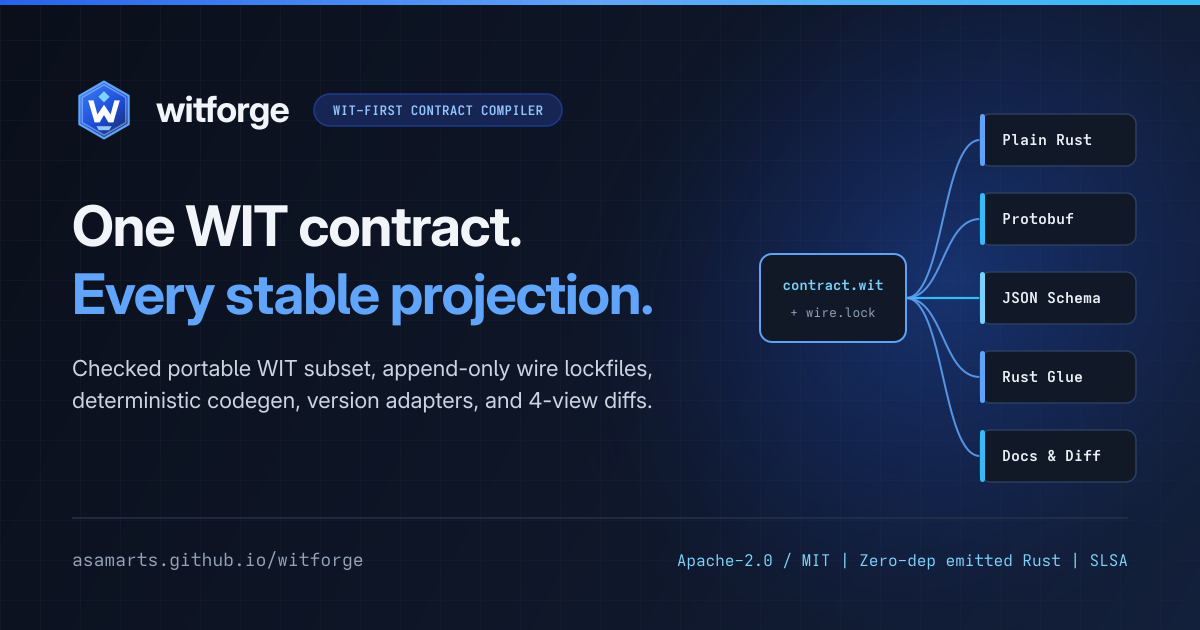 W
witforge
WIT-FIRST CONTRACT COMPILER
One WIT contract.
Every stable projection.
Checked portable WIT subset, append-only wire lockfiles,
deterministic codegen, version adapters, and 4-view diffs.
contract.wit
+ wire.lock
Plain Rust
Protobuf
JSON Schema
Rust Glue
Docs & Diff
asamarts.github.io/witforge
Apache-2.0 / MIT | Zero-dep emitted Rust | SLSA